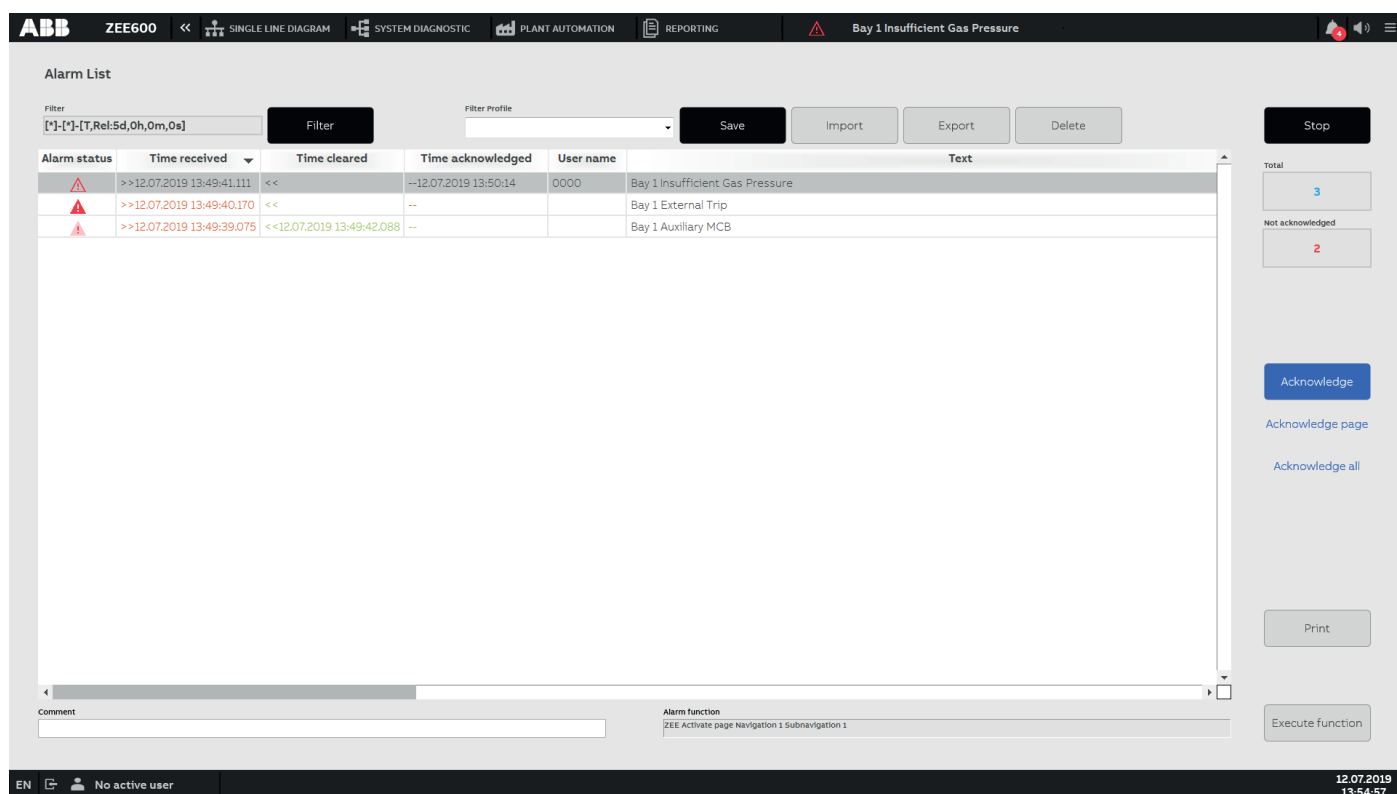 ABB ZEE600 << SINGLE LINE DIAGRAM SYSTEM DIAGNOSTIC PLANT AUTOMATION REPORTING Bay 1 Insufficient Gas Pressure 4
Alarm List
Filter Filter Profile
[*]-[*]-[T,Rel:5d,0h,0m,0s] Filter Save Import Export Delete Stop
Alarm status Time received Time cleared Time acknowledged User name Text
Total
>>12.07.2019 13:49:41.111 << --12.07.2019 13:50:14 0000 Bay 1 Insufficient Gas Pressure
3
>>12.07.2019 13:49:40.170 << -- Bay 1 External Trip
Not acknowledged
>>12.07.2019 13:49:39.075 <<12.07.2019 13:49:42.088 -- Bay 1 Auxiliary MCB
2
Acknowledge
Acknowledge page
Acknowledge all
Print
Comment Alarm function
ZEE Activate page Navigation 1 Subnavigation 1
Execute function
EN No active user 12.07.2019
13:54:57